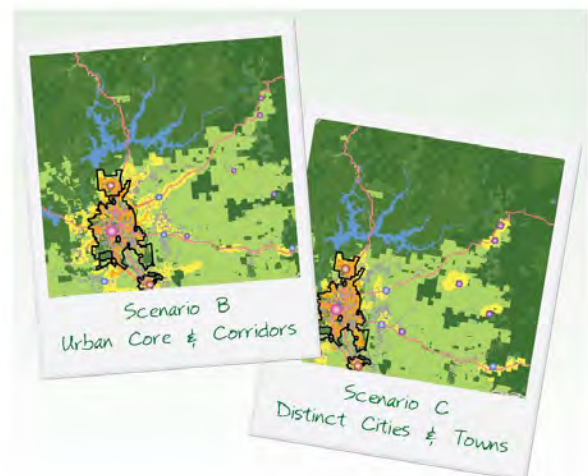 Scenario B
Urban Core & Corridors
Scenario C
Distinct Cities & Towns